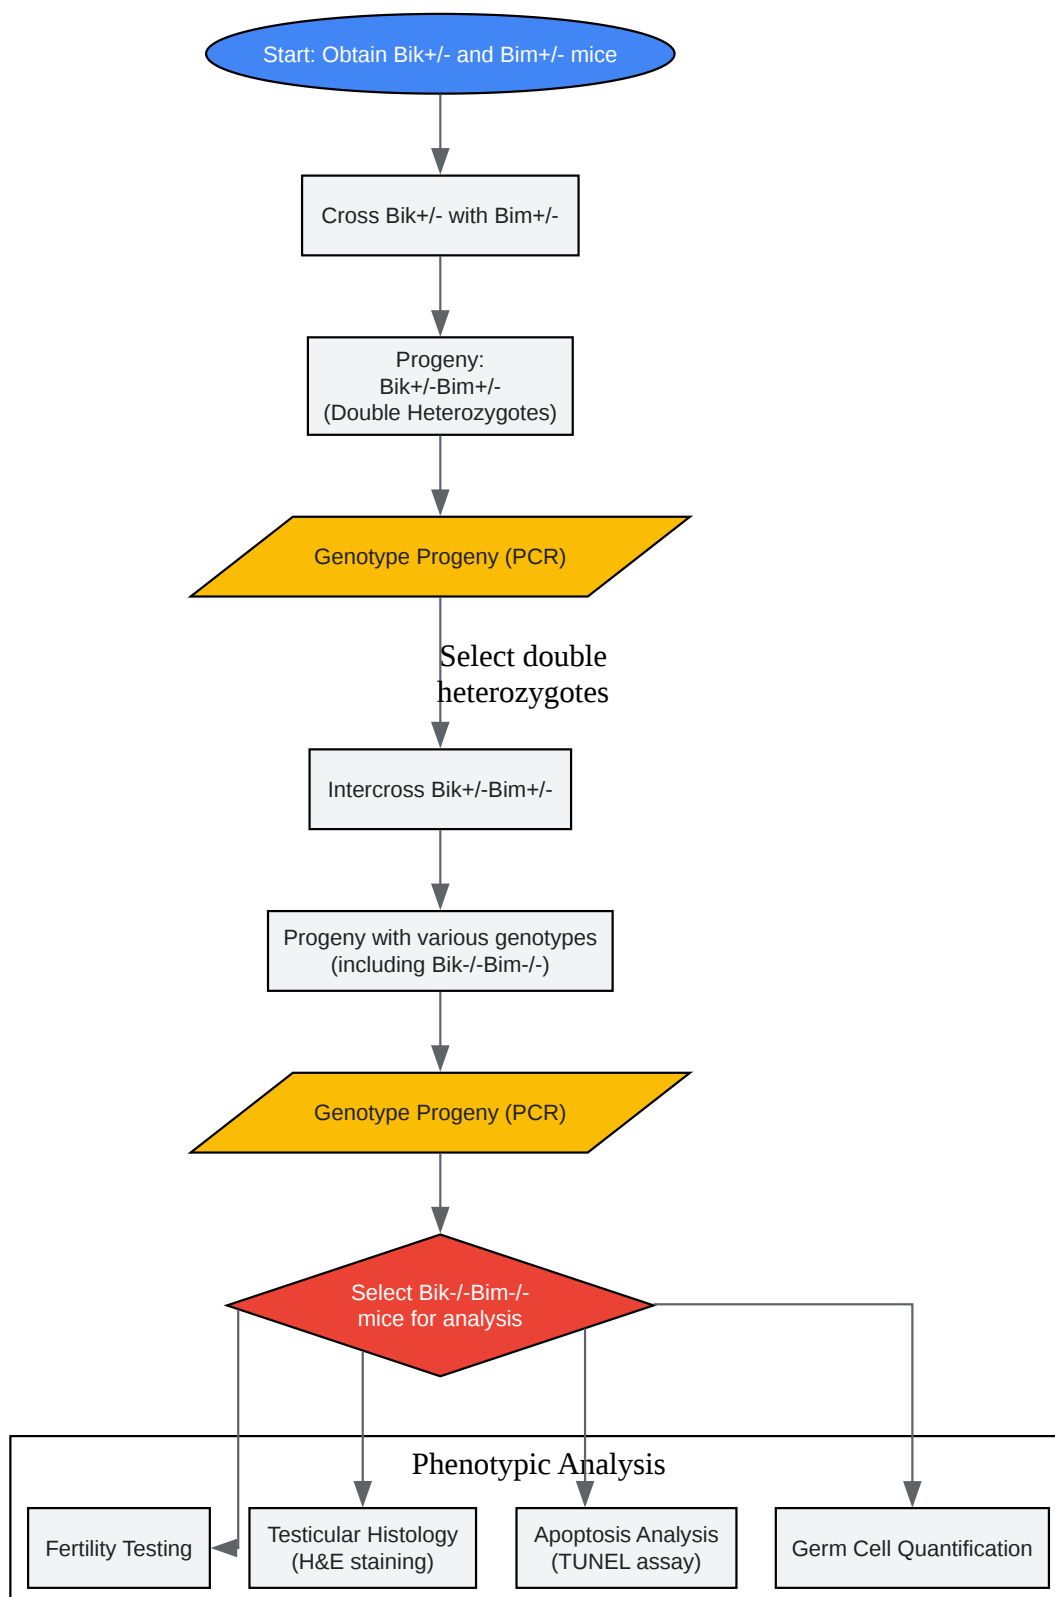 Start: Obtain Bik+/- and Bim+/- mice
Cross Bik+/- with Bim+/-
Progeny:
Bik+/-Bim+/-
(Double Heterozygotes)
Genotype Progeny (PCR)
Select double
heterozygotes
Intercross Bik+/-Bim+/-
Progeny with various genotypes
(including Bik-/-Bim-/-)
Genotype Progeny (PCR)
Select Bik-/-Bim-/-
mice for analysis
Phenotypic Analysis
Fertility Testing
Testicular Histology
(H&E staining)
Apoptosis Analysis
(TUNEL assay)
Germ Cell Quantification